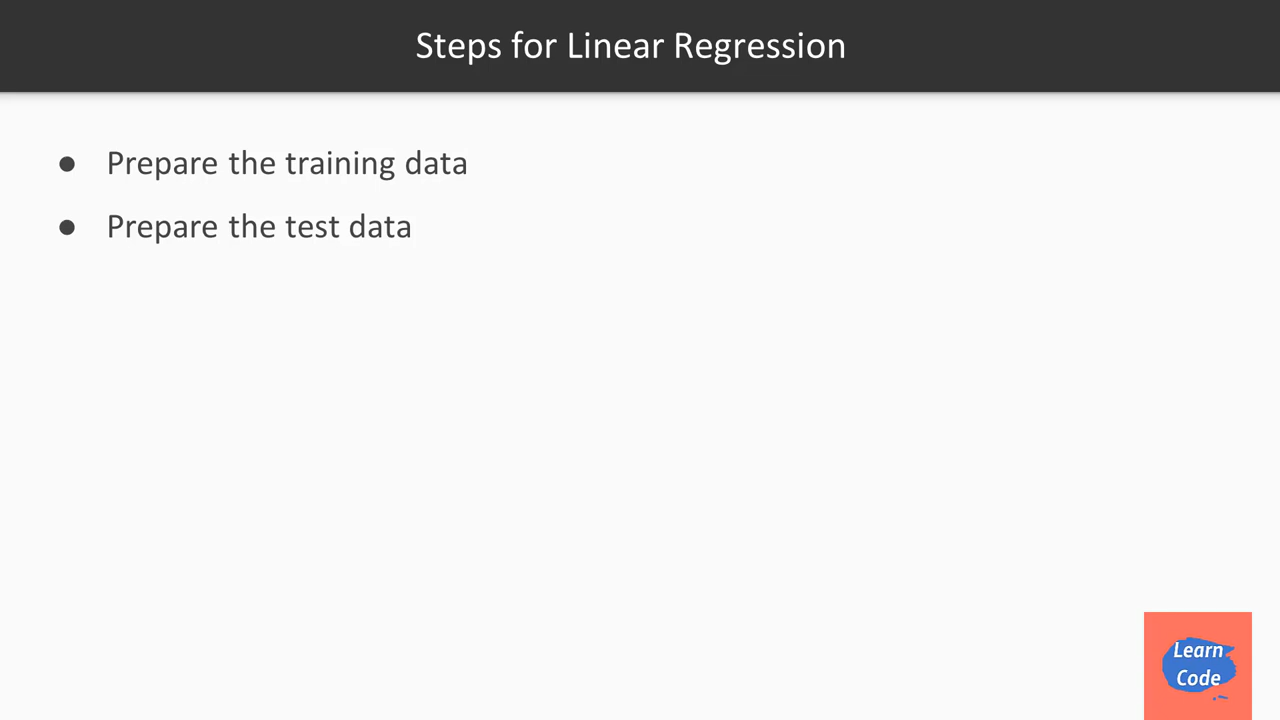 Steps for Linear Regression
● Prepare the training data
● Prepare the test data
Learn
Code